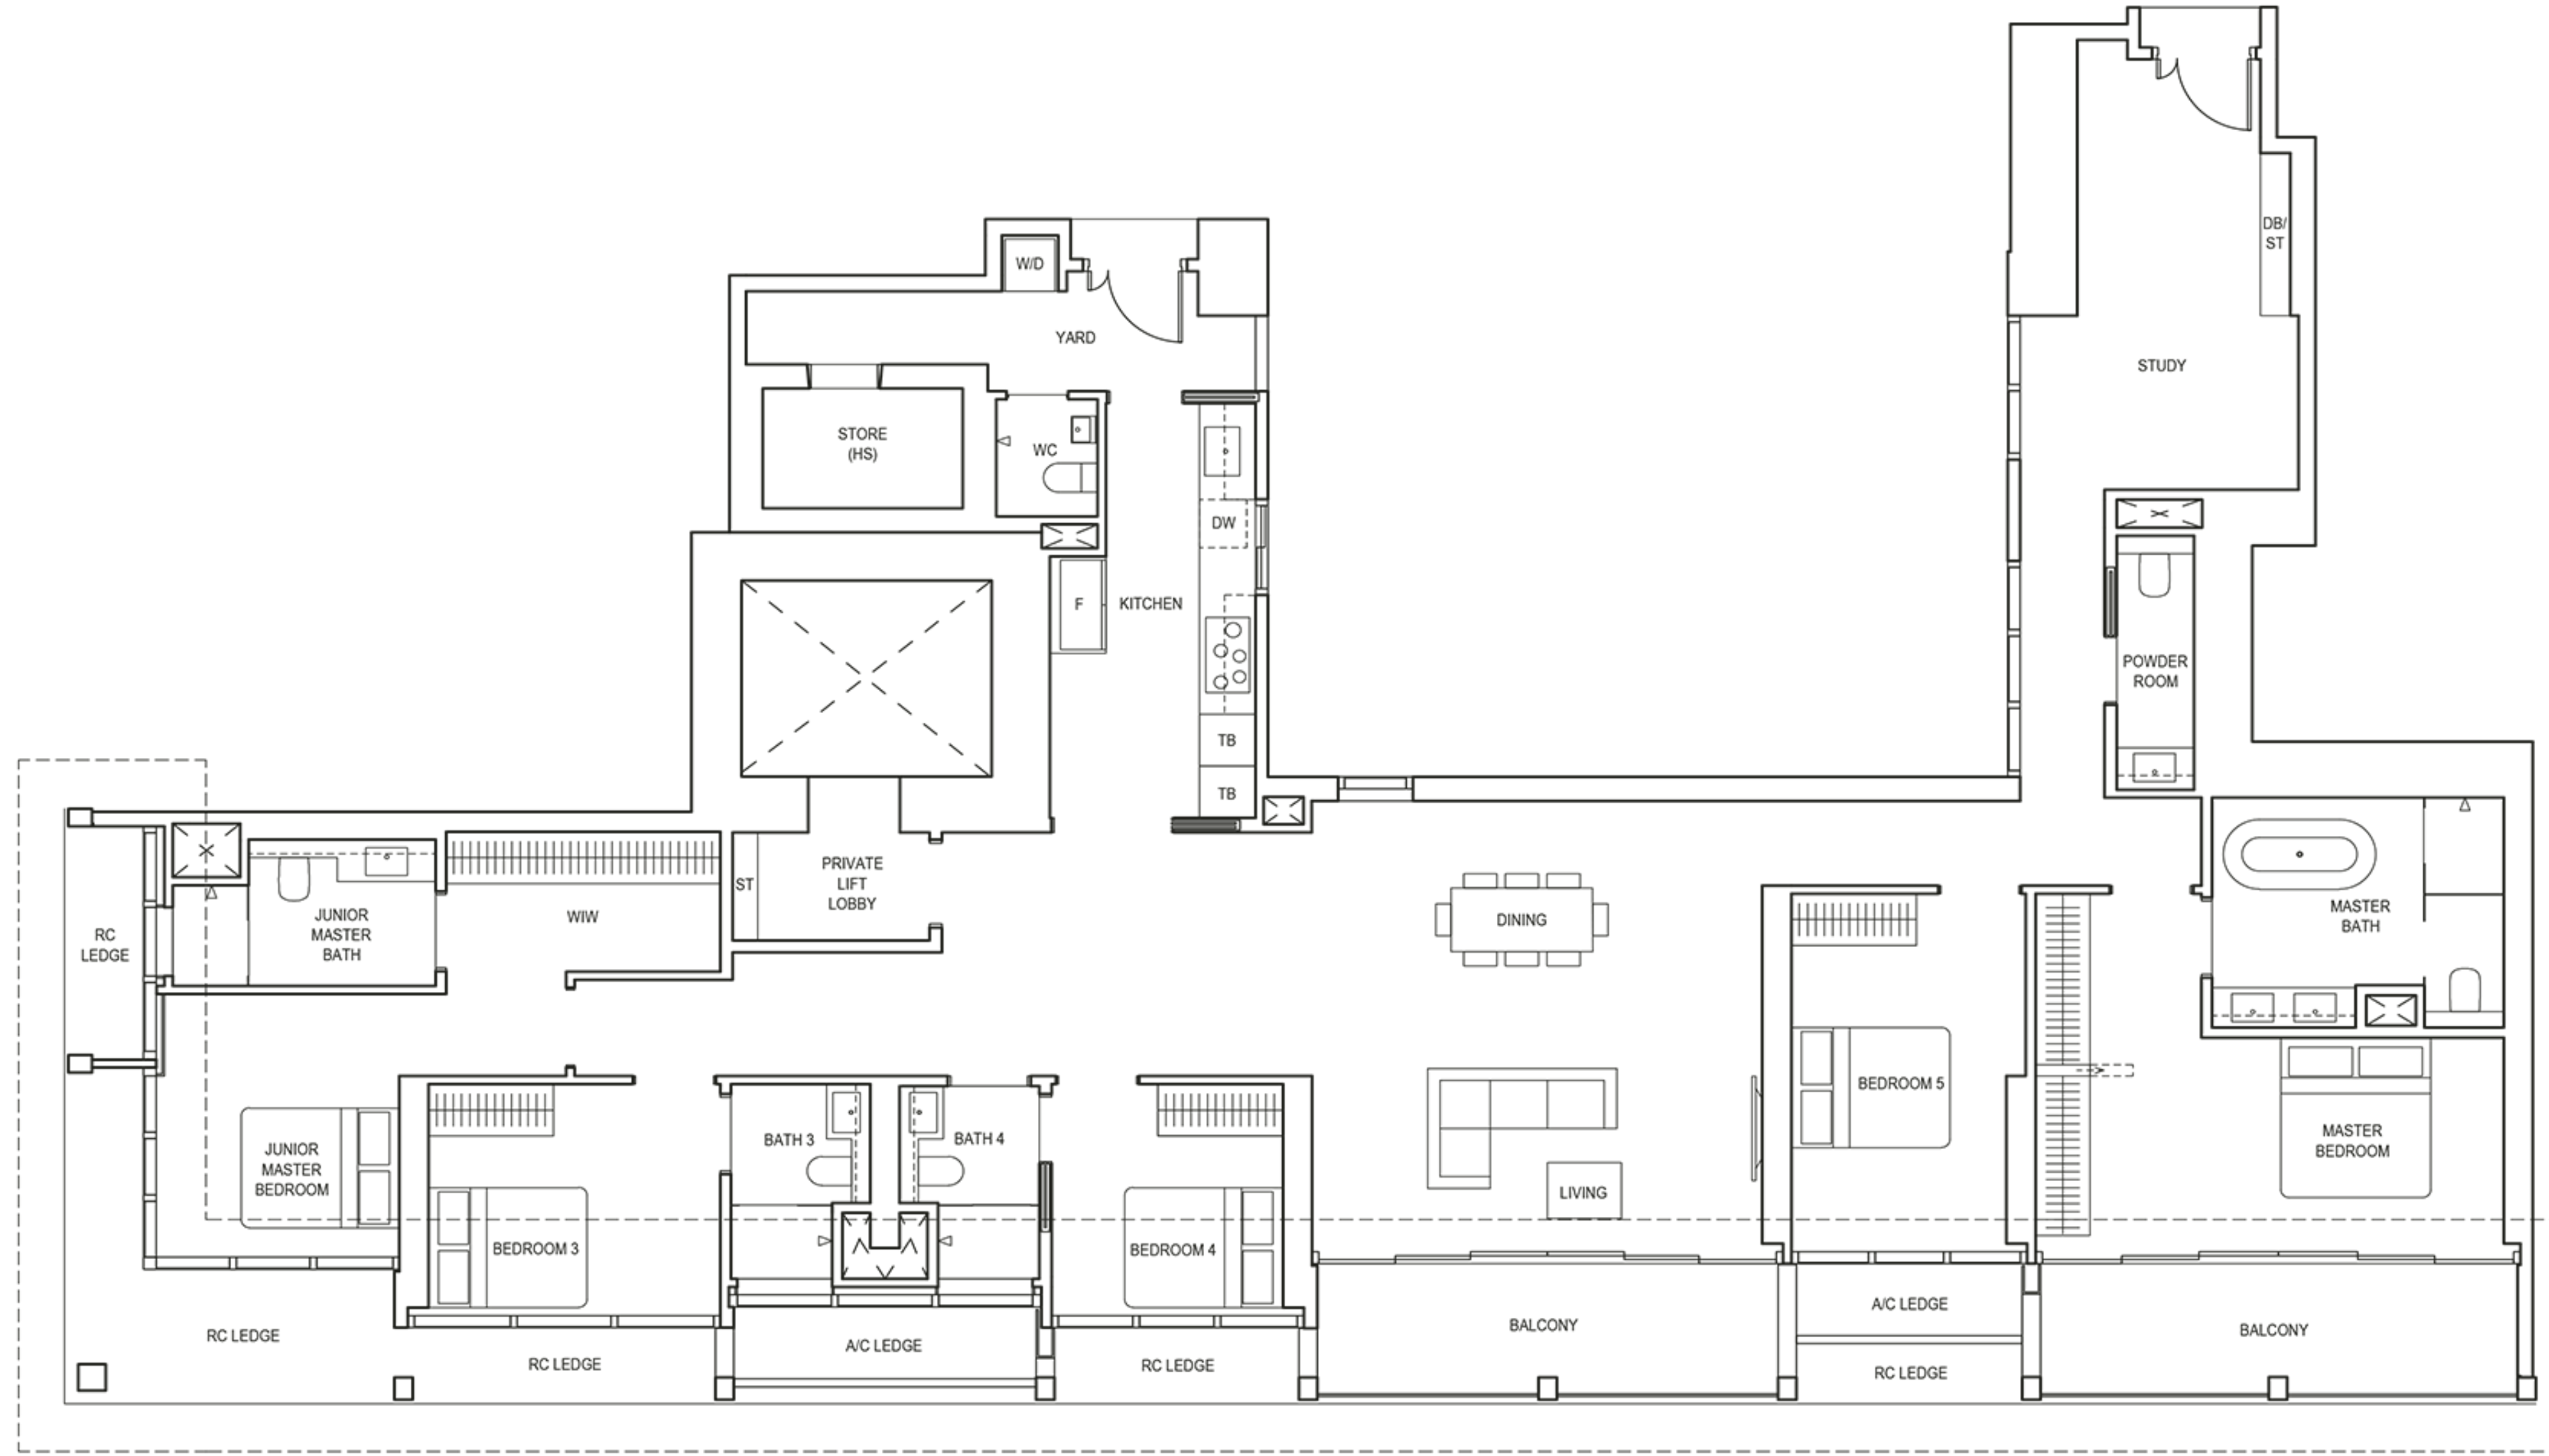 DB/
ST
W/D
YARD
STUDY
STORE
(HS)
WC
DW
F
KITCHEN
POWDER
ROOM
TB
TB
PRIVATE
LIFT
LOBBY
ST
WIW
JUNIOR
MASTER
BATH
RC
LEDGE
DINING
MASTER
BATH
BEDROOM 5
BATH 3
BATH 4
JUNIOR
MASTER
BEDROOM
MASTER
BEDROOM
LIVING
BEDROOM 3
BEDROOM 4
A/C LEDGE
BALCONY
BALCONY
RC LEDGE
A/C LEDGE
RC LEDGE
RC LEDGE
RC LEDGE